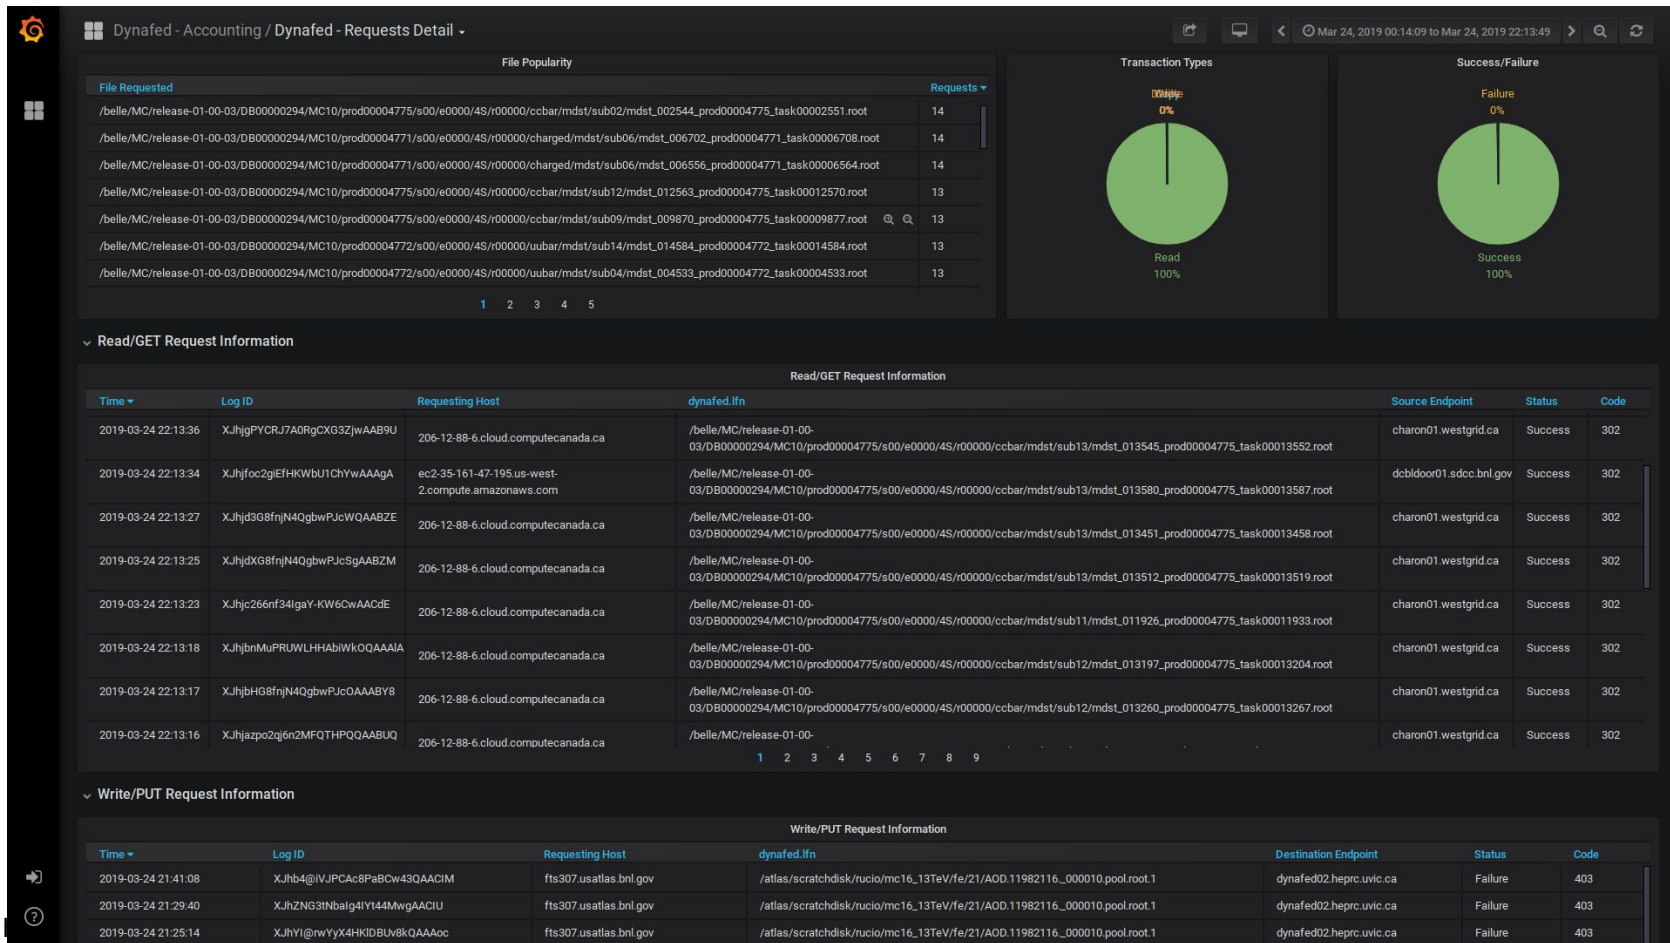 Dynafed - Accounting / Dynafed - Requests Detail
Mar 24, 2019 00:14:09 to Mar 24, 2019 22:13:49
File Popularity
File Requested Requests
/belle/MC/release-01-00-03/DB00000294/MC10/prod00004775/s00/e0000/4S/r00000/ccbar/mdst/sub02/mdst_002544_prod00004775_task00002551.root 14
/belle/MC/release-01-00-03/DB00000294/MC10/prod00004771/s00/e0000/4S/r00000/charged/mdst/sub06/mdst_006702_prod00004771_task00006708.root 14
/belle/MC/release-01-00-03/DB00000294/MC10/prod00004771/s00/e0000/4S/r00000/charged/mdst/sub06/mdst_006556_prod00004771_task00006564.root 14
/belle/MC/release-01-00-03/DB00000294/MC10/prod00004775/s00/e0000/4S/r00000/ccbar/mdst/sub12/mdst_012563_prod00004775_task00012570.root 13
/belle/MC/release-01-00-03/DB00000294/MC10/prod00004775/s00/e0000/4S/r00000/ccbar/mdst/sub09/mdst_009870_prod00004775_task00009877.root 13
/belle/MC/release-01-00-03/DB00000294/MC10/prod00004772/s00/e0000/4S/r00000/uubar/mdst/sub14/mdst_014584_prod00004772_task00014584.root 13
/belle/MC/release-01-00-03/DB00000294/MC10/prod00004772/s00/e0000/4S/r00000/uubar/mdst/sub04/mdst_004533_prod00004772_task00004533.root 13
1 2 3 4 5
Transaction Types
0%
Read
100%
Success/Failure
Failure
0%
Success
100%
Read/GET Request Information
Read/GET Request Information
Time Log ID Requesting Host dynafed.lfn Source Endpoint Status Code
2019-03-24 22:13:36 XJhjgPYCRJ7A0RgCXG3ZjwAAB9U 206-12-88-6.cloud.computecanada.ca /belle/MC/release-01-00- charon01.westgrid.ca Success 302
03/DB00000294/MC10/prod00004775/s00/e0000/4S/r00000/ccbar/mdst/sub13/mdst_013545_prod00004775_task00013552.root
2019-03-24 22:13:34 XJhjfoc2giEfHKWbU1ChYwAAAgA ec2-35-161-47-195.us-west- /belle/MC/release-01-00- dcbldoor01.sdcc.bnl.gov Success 302
2.compute.amazonaws.com 03/DB00000294/MC10/prod00004775/s00/e0000/4S/r00000/ccbar/mdst/sub13/mdst_013580_prod00004775_task00013587.root
2019-03-24 22:13:27 XJhjd3G8fnjN4QgbwPJcWQAABZE 206-12-88-6.cloud.computecanada.ca /belle/MC/release-01-00- charon01.westgrid.ca Success 302
03/DB00000294/MC10/prod00004775/s00/e0000/4S/r00000/ccbar/mdst/sub13/mdst_013451_prod00004775_task00013458.root
2019-03-24 22:13:25 XJhjdXG8fnjN4QgbwPJcSgAABZM 206-12-88-6.cloud.computecanada.ca /belle/MC/release-01-00- charon01.westgrid.ca Success 302
03/DB00000294/MC10/prod00004775/s00/e0000/4S/r00000/ccbar/mdst/sub13/mdst_013512_prod00004775_task00013519.root
2019-03-24 22:13:23 XJhjc266nf34IgaY-KW6CwAACdE 206-12-88-6.cloud.computecanada.ca /belle/MC/release-01-00- charon01.westgrid.ca Success 302
03/DB00000294/MC10/prod00004775/s00/e0000/4S/r00000/ccbar/mdst/sub11/mdst_011926_prod00004775_task00011933.root
2019-03-24 22:13:18 XJhjbnMuPRUWLHHAbiWkOQAAAlA 206-12-88-6.cloud.computecanada.ca /belle/MC/release-01-00- charon01.westgrid.ca Success 302
03/DB00000294/MC10/prod00004775/s00/e0000/4S/r00000/ccbar/mdst/sub12/mdst_013197_prod00004775_task00013204.root
2019-03-24 22:13:17 XJhjbHG8fnjN4QgbwPJcOAAABY8 206-12-88-6.cloud.computecanada.ca /belle/MC/release-01-00- charon01.westgrid.ca Success 302
03/DB00000294/MC10/prod00004775/s00/e0000/4S/r00000/ccbar/mdst/sub12/mdst_013260_prod00004775_task00013267.root
2019-03-24 22:13:16 XJhjazpo2qj6n2MFQTHPQQAABUQ 206-12-88-6.cloud.computecanada.ca /belle/MC/release-01-00- charon01.westgrid.ca Success 302
1 2 3 4 5 6 7 8 9
Write/PUT Request Information
Write/PUT Request Information
Time Log ID Requesting Host dynafed.lfn Destination Endpoint Status Code
2019-03-24 21:41:08 XJhb4@iVJPCAc8PaBCw43QAACIM fts307.usatlas.bnl.gov /atlas/scratchdisk/rucio/mc16_13TeV/fe/21/AOD.11982116._000010.pool.root.1 dynafed02.heprc.uvic.ca Failure 403
2019-03-24 21:29:40 XJhZNG3tNbaIg4IYt44MwgAACIU fts307.usatlas.bnl.gov /atlas/scratchdisk/rucio/mc16_13TeV/fe/21/AOD.11982116._000010.pool.root.1 dynafed02.heprc.uvic.ca Failure 403
2019-03-24 21:25:14 XJhYI@rwYyX4HKlDBUv8kQAAAoc fts307.usatlas.bnl.gov /atlas/scratchdisk/rucio/mc16_13TeV/fe/21/AOD.11982116._000010.pool.root.1 dynafed02.heprc.uvic.ca Failure 403